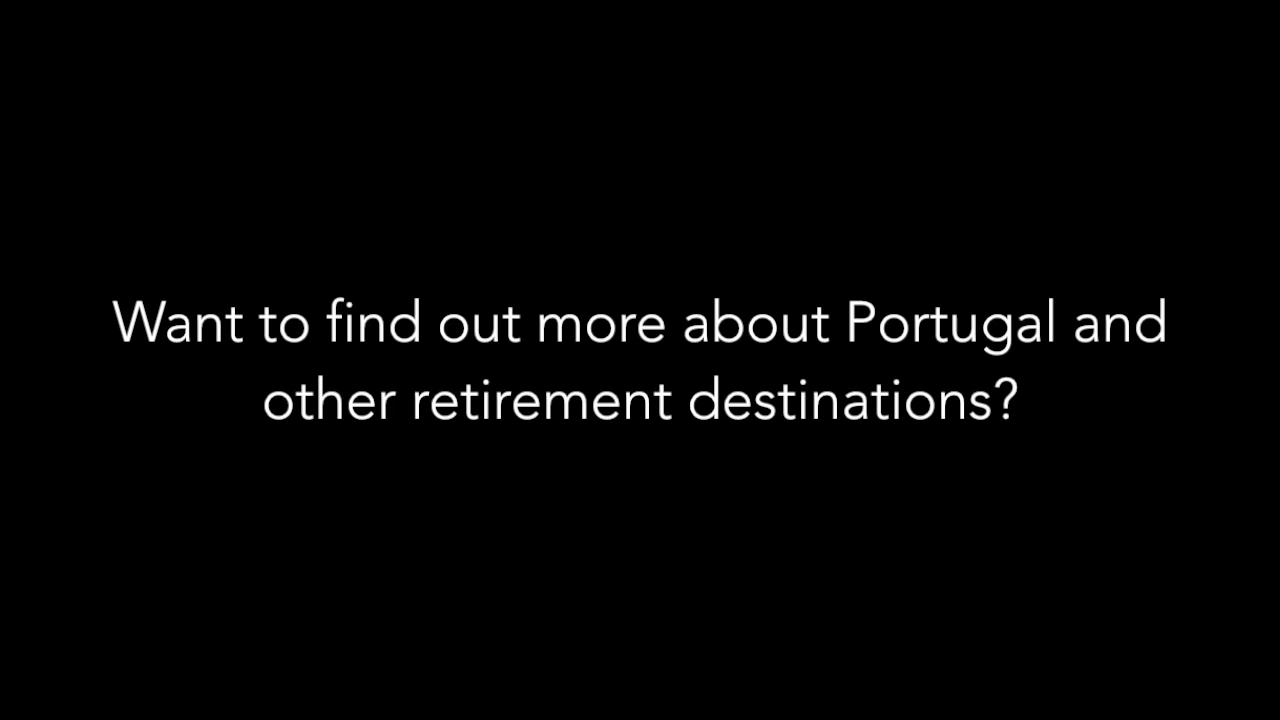 Want to find out more about Portugal and
other retirement destinations?